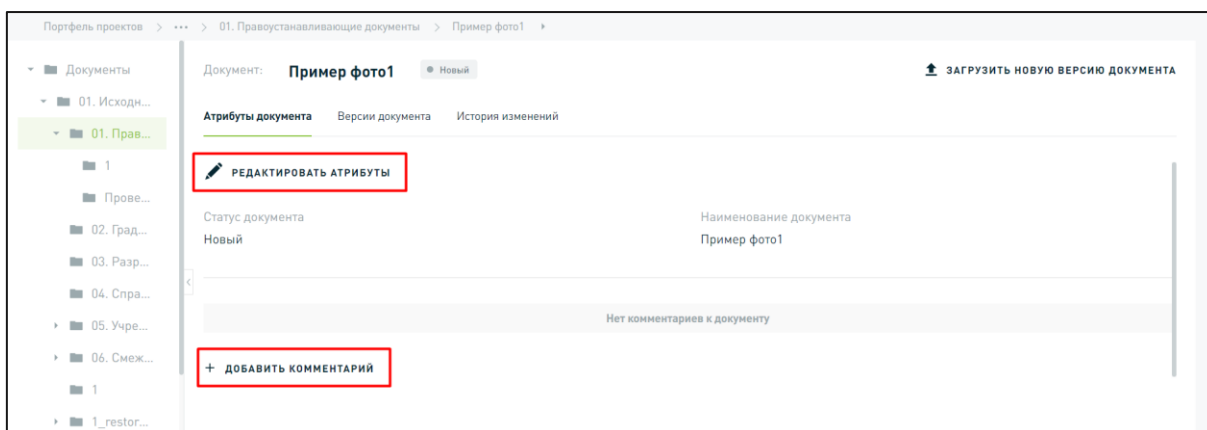 Портфель проектов > ••• > 01. Правоустанавливающие документы > Пример фото1
Документы
01. Исходн...
01. Прав...
1
Прове...
02. Град...
03. Разр...
04. Спра...
05. Учре...
06. Смеж...
1
1_restor...
Документ: Пример фото1 Новый
ЗАГРУЗИТЬ НОВУЮ ВЕРСИЮ ДОКУМЕНТА
Атрибуты документа Версии документа История изменений
РЕДАКТИРОВАТЬ АТРИБУТЫ
Статус документа
Новый
Наименование документа
Пример фото1
Нет комментариев к документу
+ ДОБАВИТЬ КОММЕНТАРИЙ